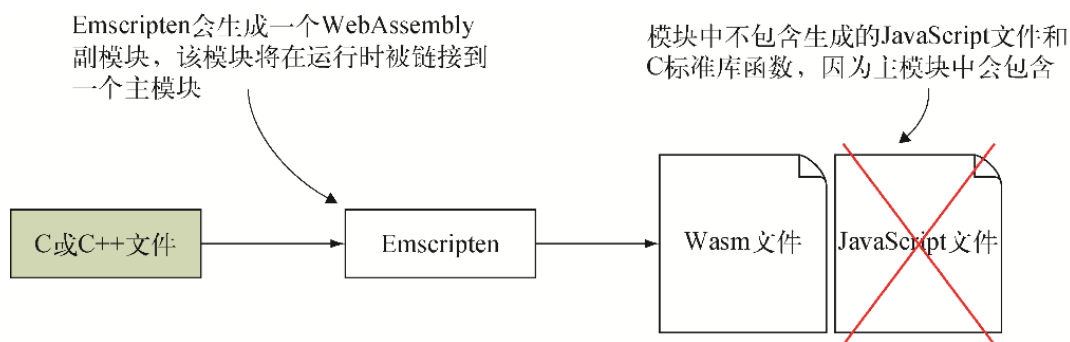 Emscripten会生成一个WebAssembly
副模块，该模块将在运行时被链接到
一个主模块
模块中不包含生成的JavaScript文件和
C标准库函数，因为主模块中会包含
C或C++文件
Emscripten
Wasm文件
JavaScript文件